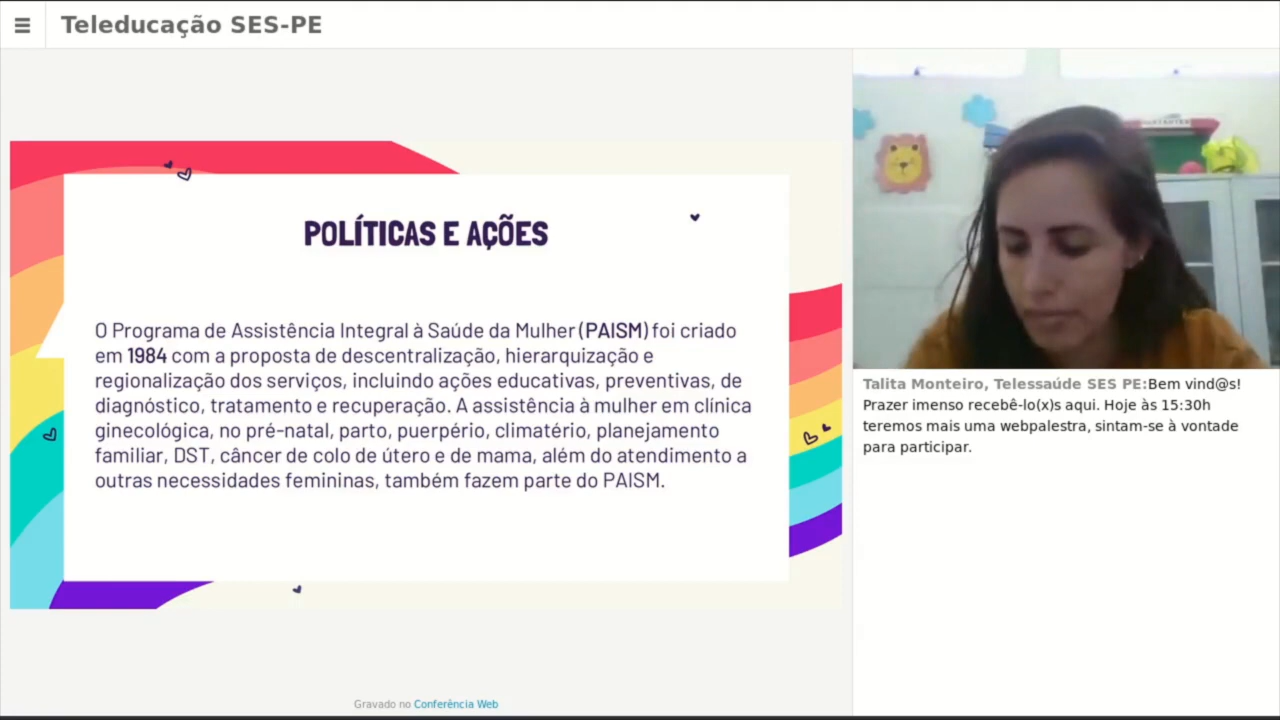 Teleducação SES-PE
POLÍTICAS E AÇÕES
O Programa de Assistência Integral à Saúde da Mulher (PAISM) foi criado
em 1984 com a proposta de descentralização, hierarquização e
regionalização dos serviços, incluindo ações educativas, preventivas, de
diagnóstico, tratamento e recuperação. A assistência à mulher em clínica
ginecológica, no pré-natal, parto, puerpério, climatério, planejamento
familiar, DST, câncer de colo de útero e de mama, além do atendimento a
outras necessidades femininas, também fazem parte do PAISM.
Talita Monteiro, Telessaúde SES PE:Bem vind@s!
Prazer imenso recebê-lo(x)s aqui. Hoje às 15:30h
teremos mais uma webpalestra, sintam-se à vontade
para participar.
Gravado no Conferência Web